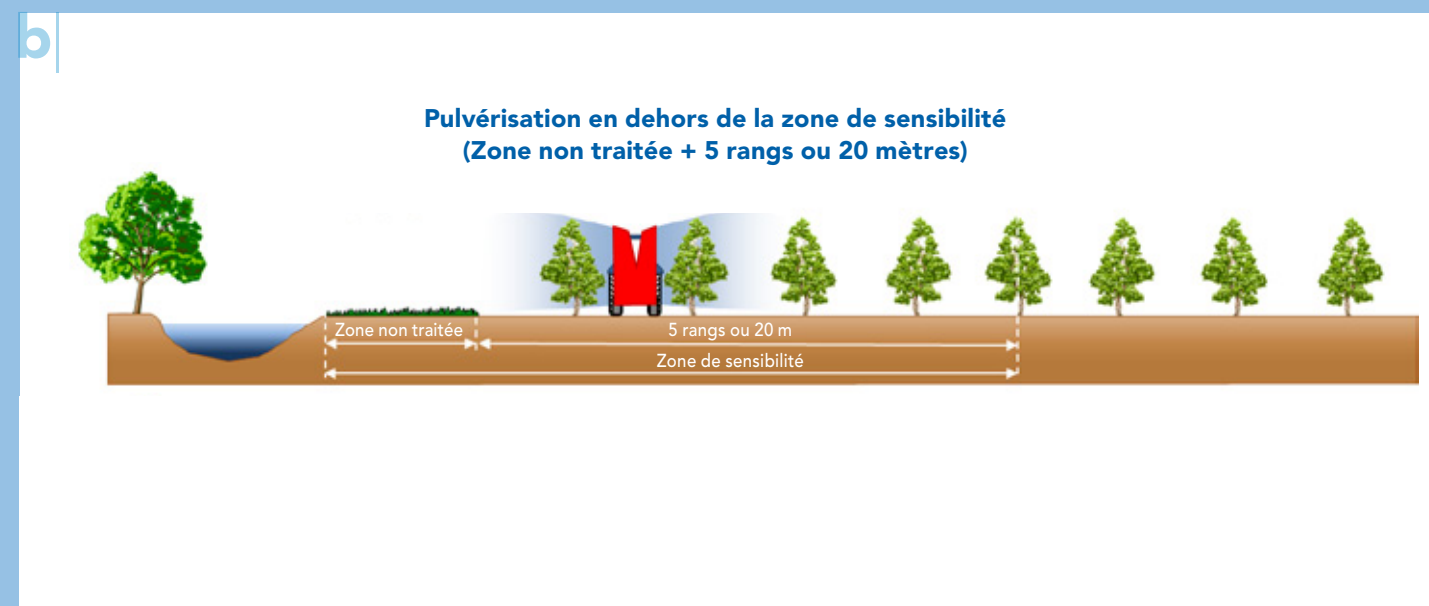 b
Pulvérisation en dehors de la zone de sensibilité
(Zone non traitée + 5 rangs ou 20 mètres)
Zone non traitée
5 rangs ou 20 m
Zone de sensibilité